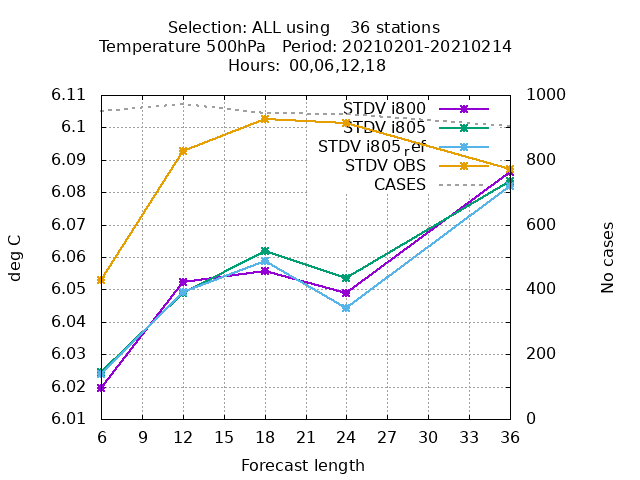 Selection: ALL using    36 stations
Temperature 500hPa   Period: 20210201-20210214
Hours: 00,06,12,18
6.11
6.1
6.09
6.08
6.07
6.06
6.05
6.04
6.03
6.02
6.01
deg C
STDV i800
STDV i805
STDV i805_ref
STDV OBS
CASES
1000
800
600
400
200
0
No cases
6 9 12 15 18 21 24 27 30 33 36
Forecast length